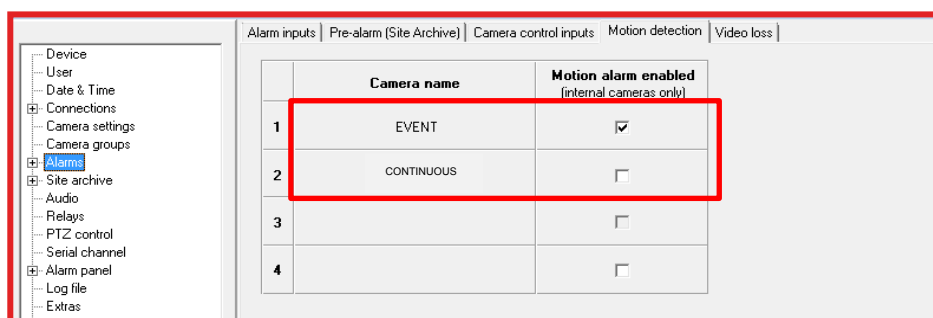 Alarm inputs Pre-alarm (Site Archive) Camera control inputs Motion detection Video loss
Device
User
Date & Time
Connections
Camera settings
Camera groups
Alarms
Site archive
Audio
Relays
PTZ control
Serial channel
Alarm panel
Log file
Extras
Camera name Motion alarm enabled
(internal cameras only)
1 EVENT
2 CONTINUOUS
3
4